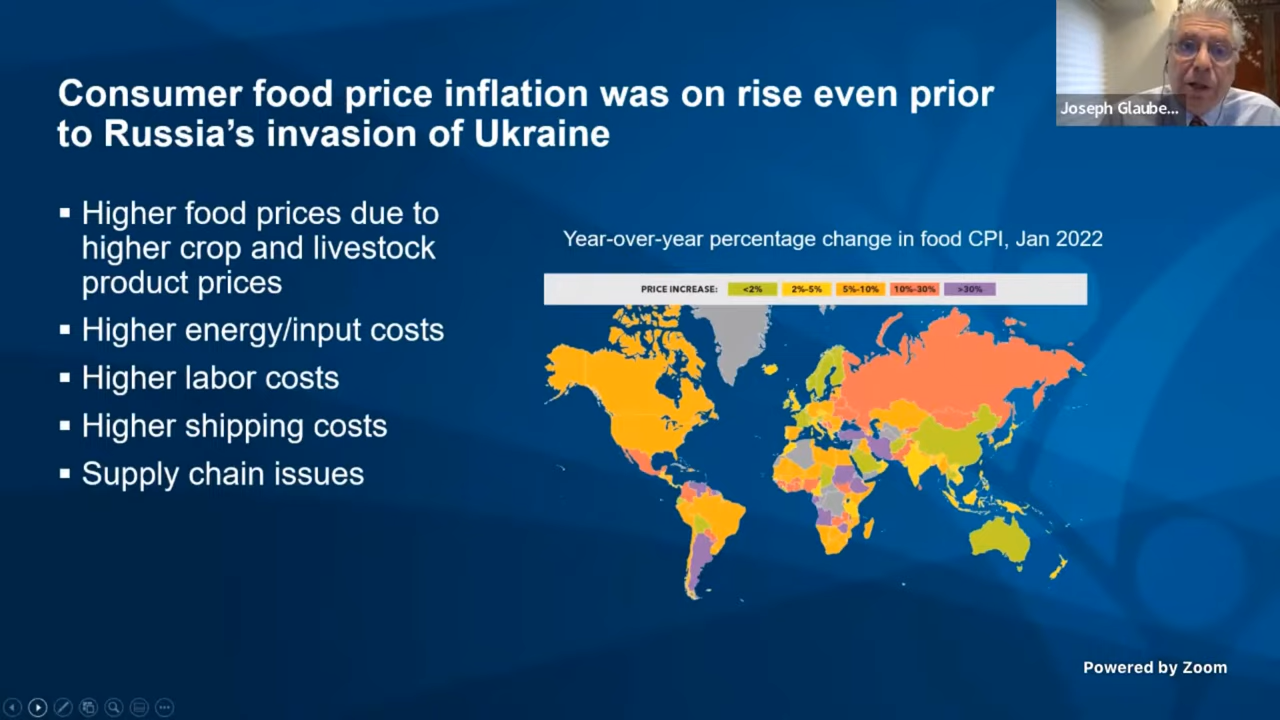 Consumer food price inflation was on rise even prior
to Russia's invasion of Ukraine
Joseph Glaube...
▪ Higher food prices due to
higher crop and livestock
product prices
▪ Higher energy/input costs
▪ Higher labor costs
▪ Higher shipping costs
▪ Supply chain issues
Year-over-year percentage change in food CPI, Jan 2022
PRICE INCREASE: <2% 2%-5% 5%-10% 10%-30% >30%
Powered by Zoom